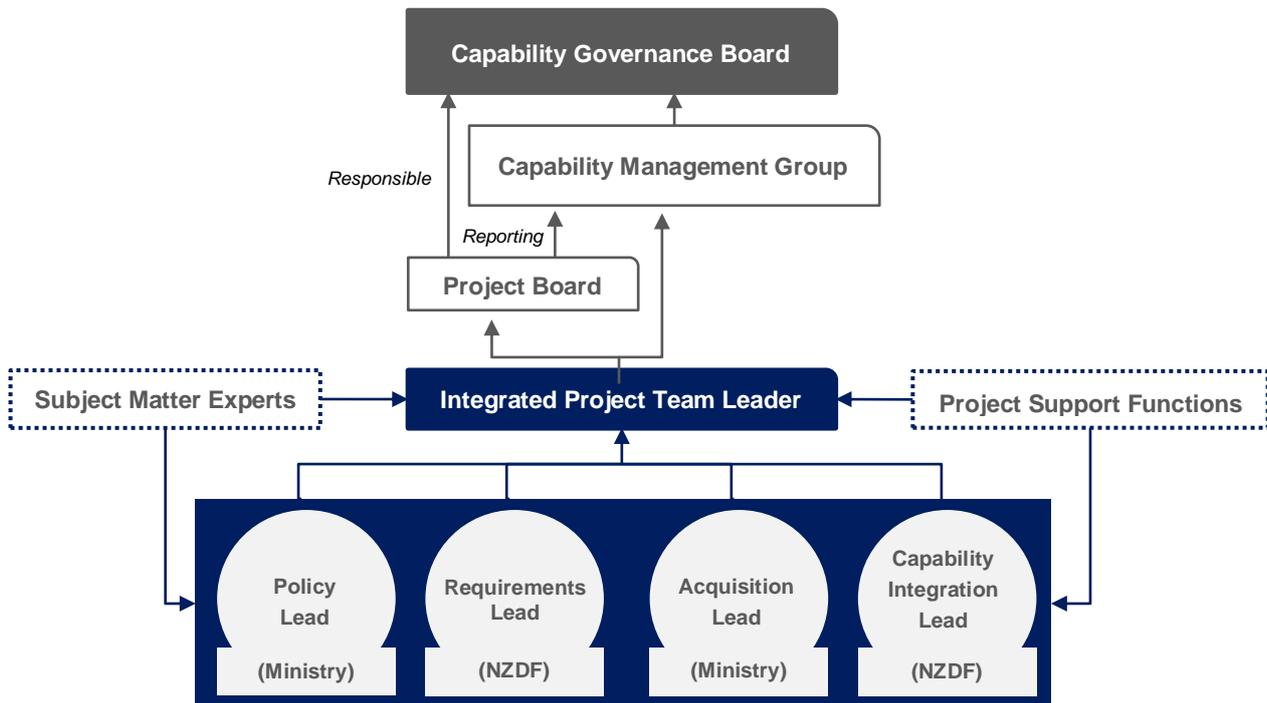 Capability Governance Board
Capability Management Group
Responsible
Reporting
Project Board
Subject Matter Experts
Integrated Project Team Leader
Project Support Functions
Policy
Lead
(Ministry)
Requirements
Lead
(NZDF)
Acquisition
Lead
(Ministry)
Capability
Integration
Lead
(NZDF)